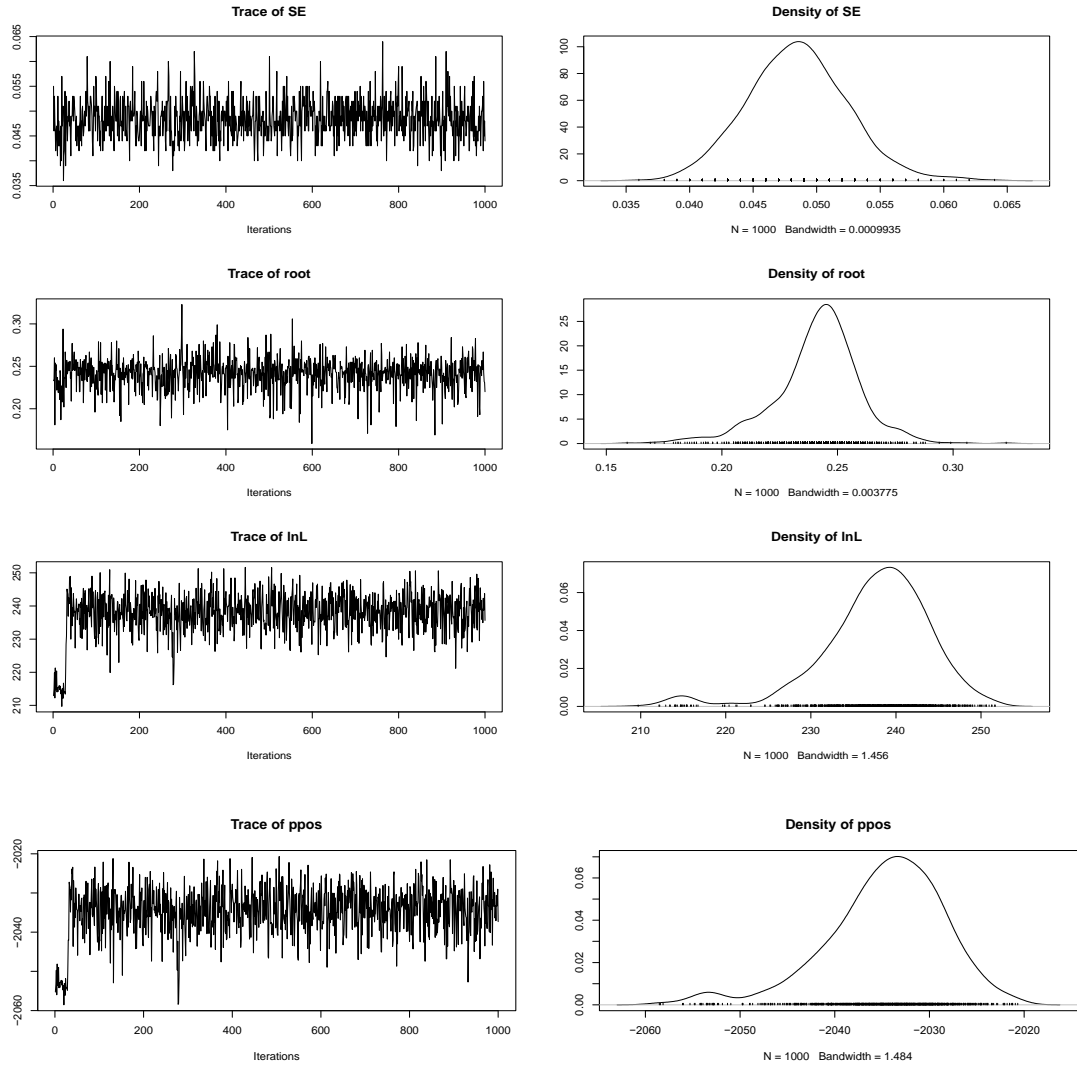 Trace of SE
0.035 0.045 0.055 0.065
0 200 400 600 800 1000
Iterations
Density of SE
0 20 40 60 80 100
0.035 0.040 0.045 0.050 0.055 0.060 0.065
N = 1000 Bandwidth = 0.0009935
Trace of root
0.20 0.25 0.30
0 200 400 600 800 1000
Iterations
Density of root
0 5 10 15 20 25
0.15 0.20 0.25 0.30
N = 1000 Bandwidth = 0.003775
Trace of lnL
210 220 230 240 250
0 200 400 600 800 1000
Iterations
Density of lnL
0.00 0.02 0.04 0.06
210 220 230 240 250
N = 1000 Bandwidth = 1.456
Trace of ppos
−2060 −2040 −2020
0 200 400 600 800 1000
Iterations
Density of ppos
0.00 0.02 0.04 0.06
−2060 −2050 −2040 −2030 −2020
N = 1000 Bandwidth = 1.484